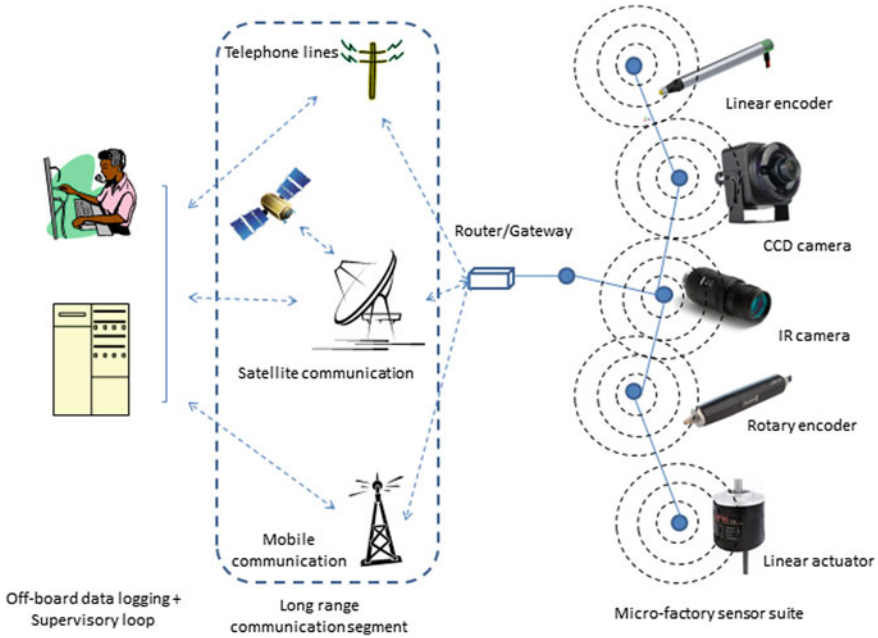 Telephone lines
Linear encoder
Router/Gateway
CCD camera
IR camera
Satellite communication
Rotary encoder
Mobile
communication
Linear actuator
Off-board data logging +
Supervisory loop
Long range
communication segment
Micro-factory sensor suite